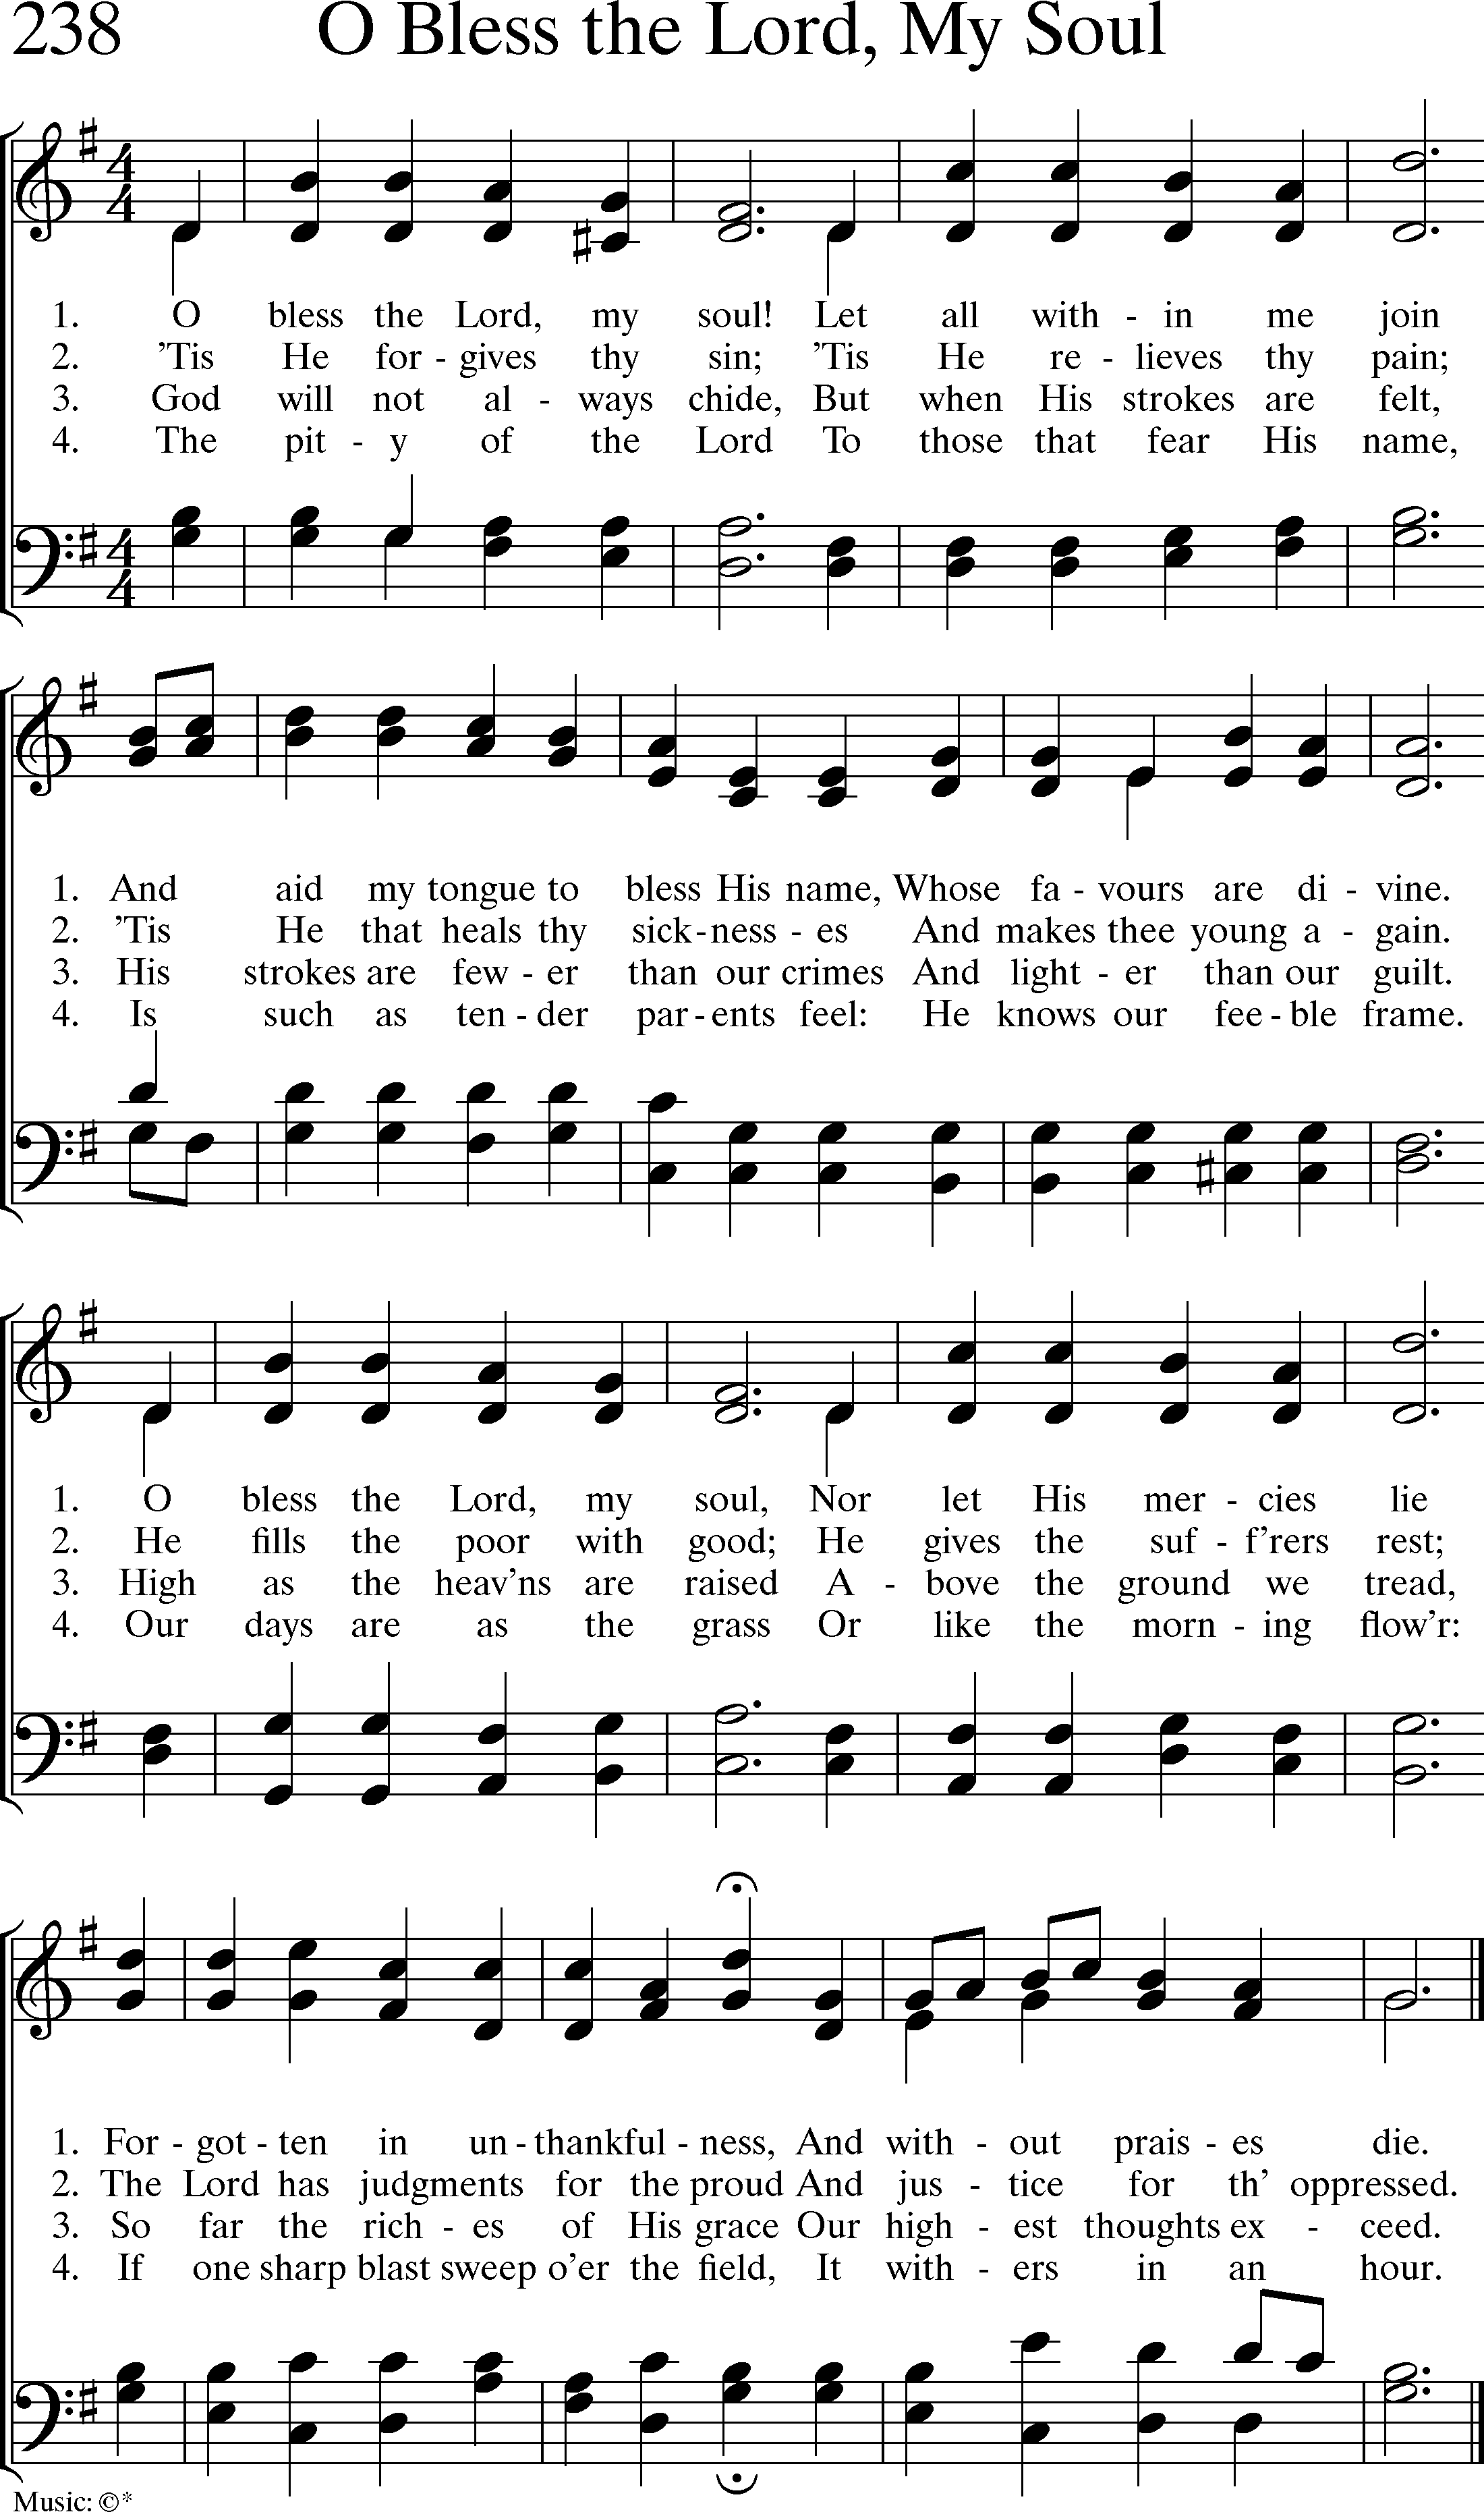 238 O Bless the Lord, My Soul
4
4
1. O bless the Lord, my soul! Let all with - in me join
2. ’Tis He for - gives thy sin; ’Tis He re - lieves thy pain;
3. God will not al - ways chide, But when His strokes are felt,
4. The pit - y of the Lord To those that fear His name,
4
4
1. And aid my tongue to bless His name, Whose fa - vours are di - vine.
2. ’Tis He that heals thy sick - ness - es And makes thee young a - gain.
3. His strokes are few - er than our crimes And light - er than our guilt.
4. Is such as ten - der par - ents feel: He knows our fee - ble frame.
1. O bless the Lord, my soul, Nor let His mer - cies lie
2. He fills the poor with good; He gives the suf - f’rers rest;
3. High as the heav’ns are raised A - bove the ground we tread,
4. Our days are as the grass Or like the morn - ing flow’r:
1. For - got - ten in un - thankful - ness, And with - out prais - es die.
2. The Lord has judgments for the proud And jus - tice for th’ oppressed.
3. So far the rich - es of His grace Our high - est thoughts ex - ceed.
4. If one sharp blast sweep o’er the field, It with - ers in an hour.
Music: ©*